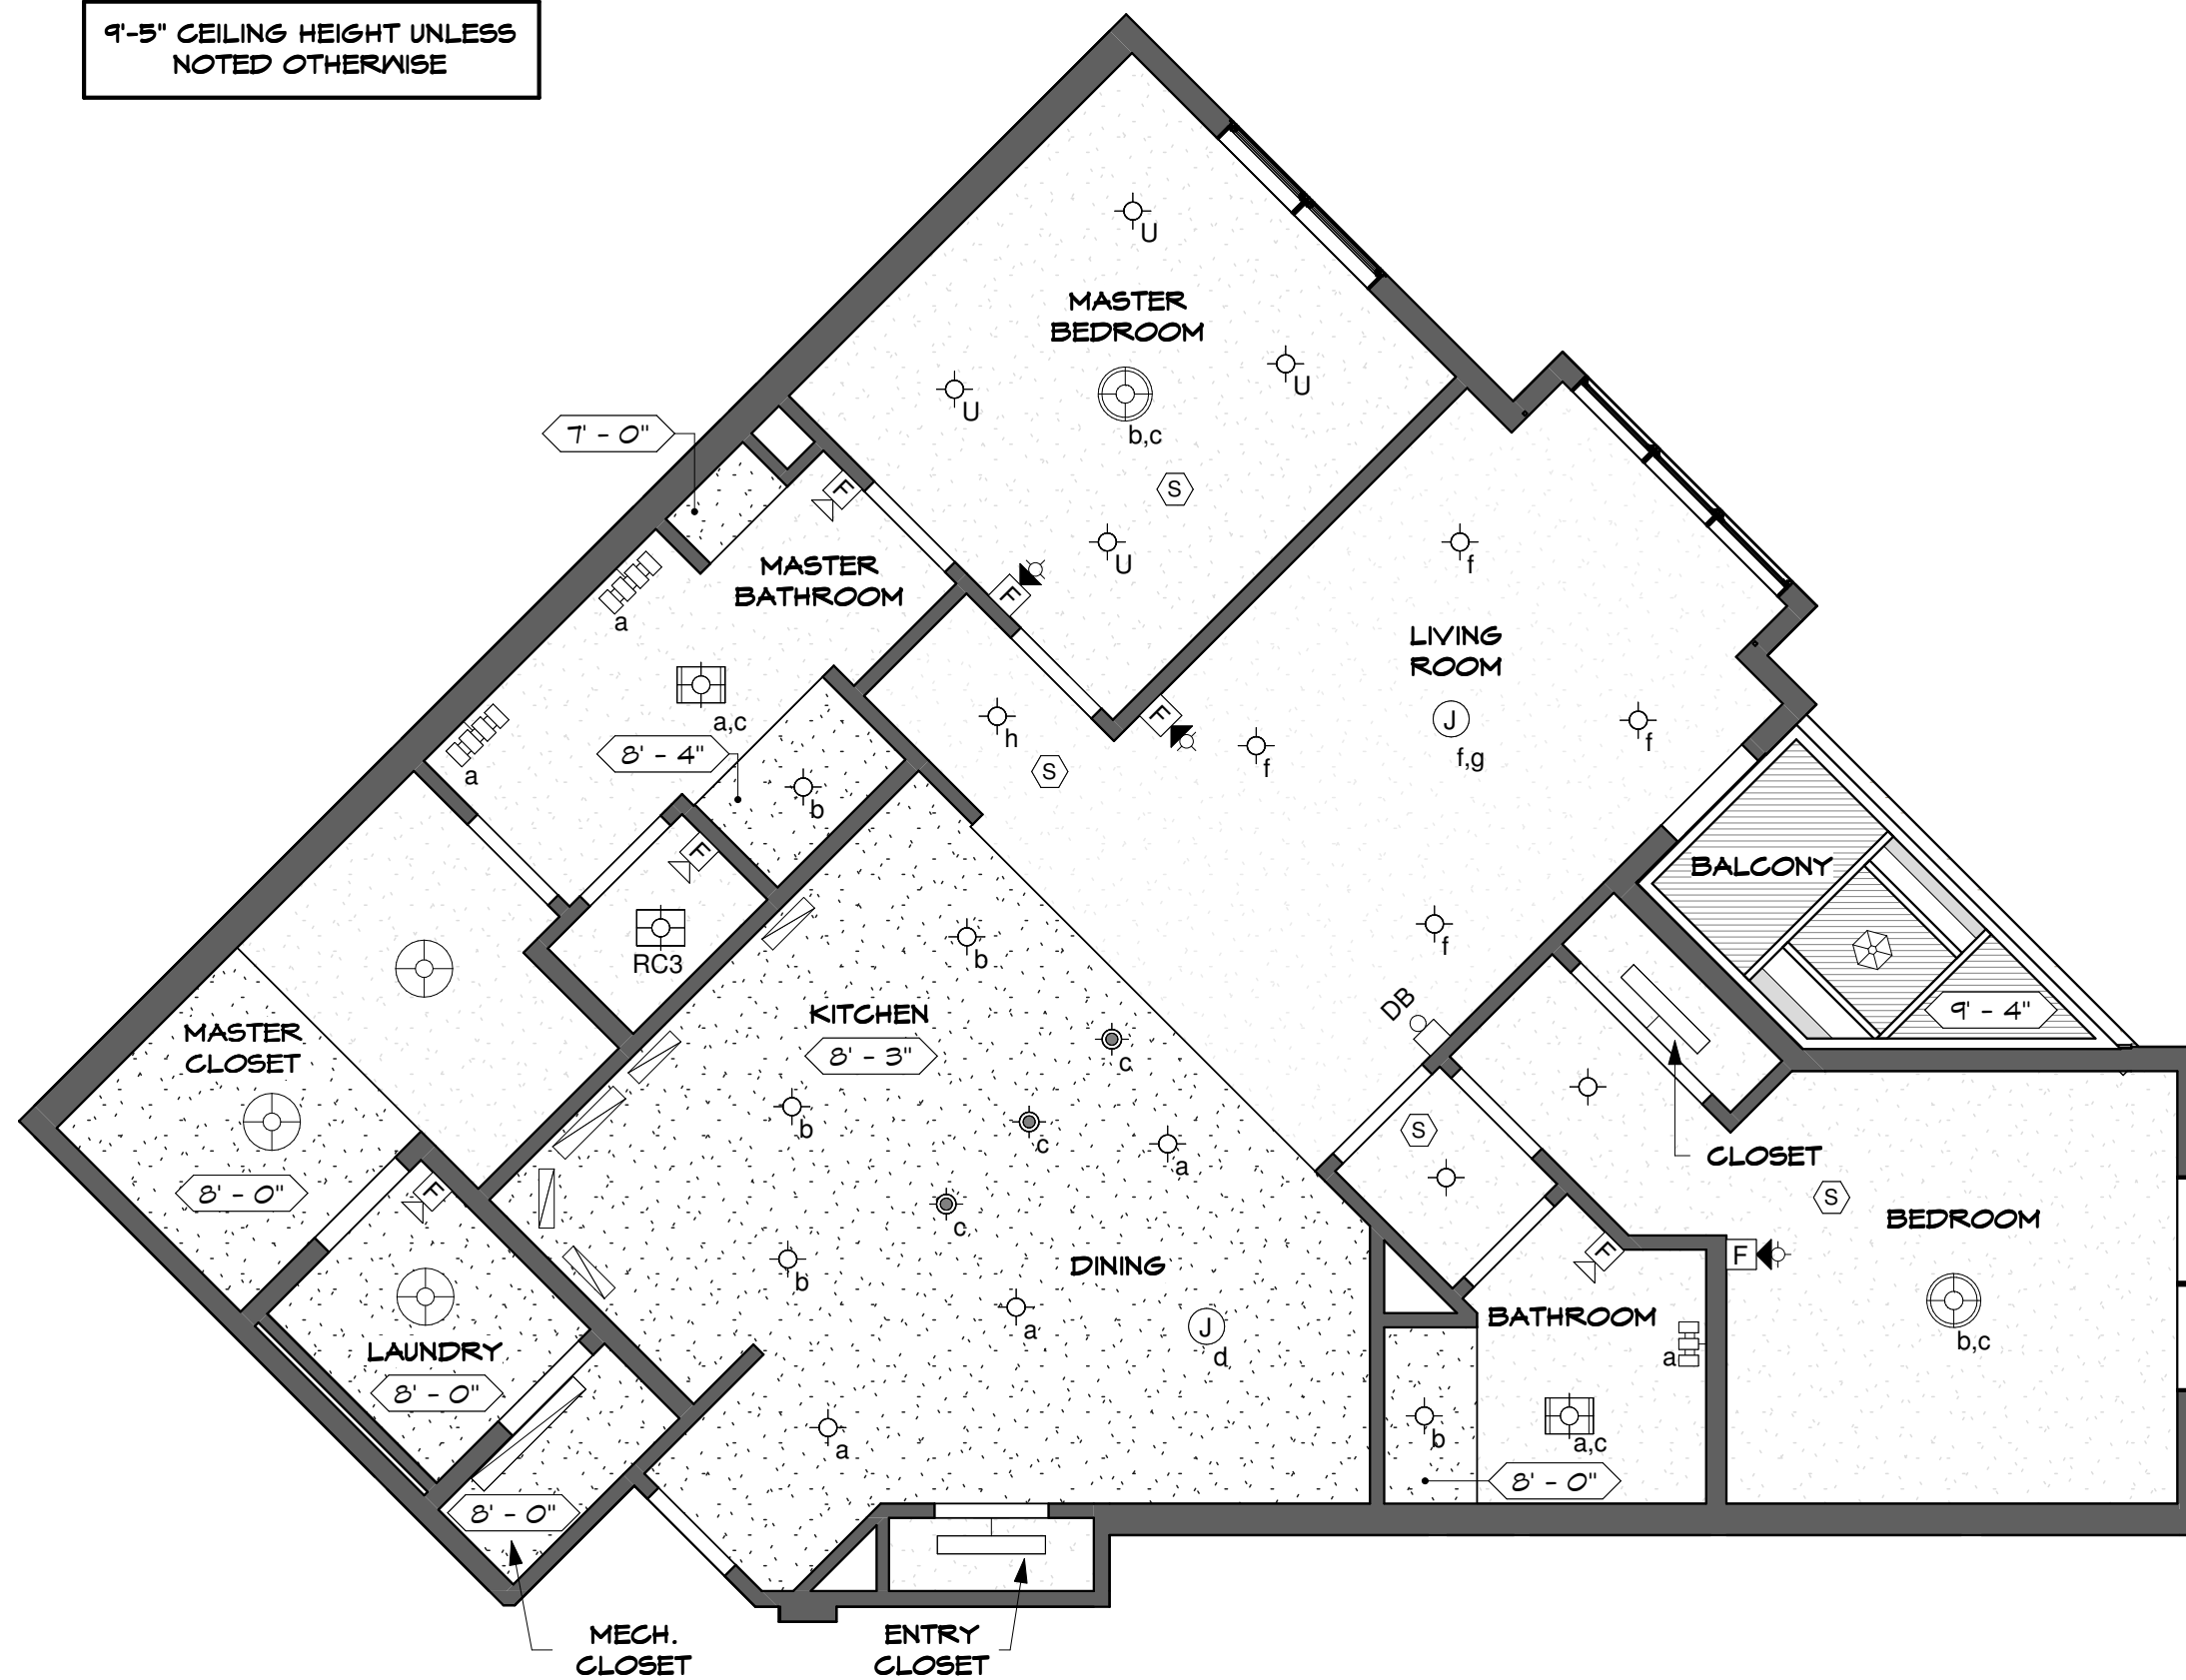 9'-5" CEILING HEIGHT UNLESS
NOTED OTHERWISE
U
MASTER
BEDROOM
U
U
b,c
7' - 0"
F
S
U
f
MASTER
BATHROOM
F
a
LIVING
ROOM
a,c
F
h
J
f
8' - 4"
a
S
f
f,g
b
F
BALCONY
f
b
RC3
DB
9' - 4"
KITCHEN
MASTER
CLOSET
8' - 3"
c
b
S
c
a
CLOSET
F
8' - 0"
S
c
BEDROOM
b
DINING
F
F
a
J
BATHROOM
LAUNDRY
d
a
b,c
8' - 0"
a
b
a,c
8' - 0"
8' - 0"
MECH.
CLOSET
ENTRY
CLOSET